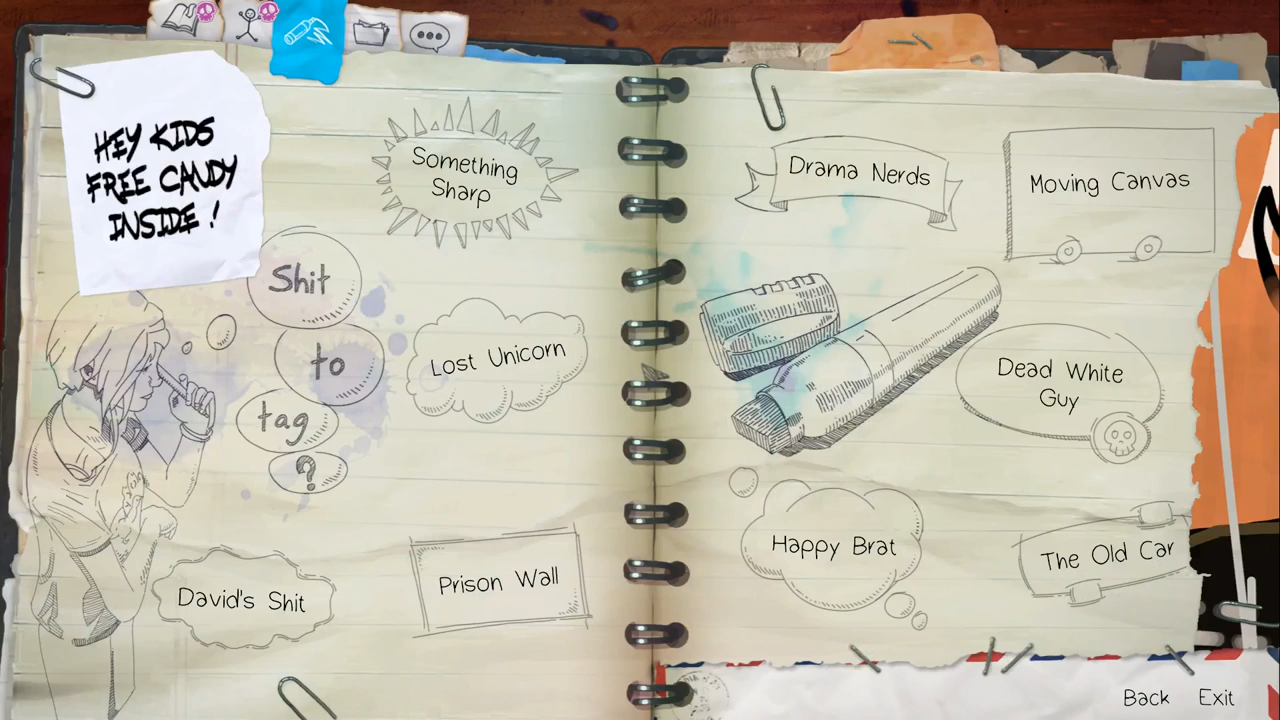 HEY KIDS
FREE CANDY
INSIDE !
Something
Sharp
Shit
to
tag
?
Lost Unicorn
David's Shit
Prison Wall
Drama Nerds
Moving Canvas
Dead White
Guy
Happy Brat
The Old Car
Back Exit